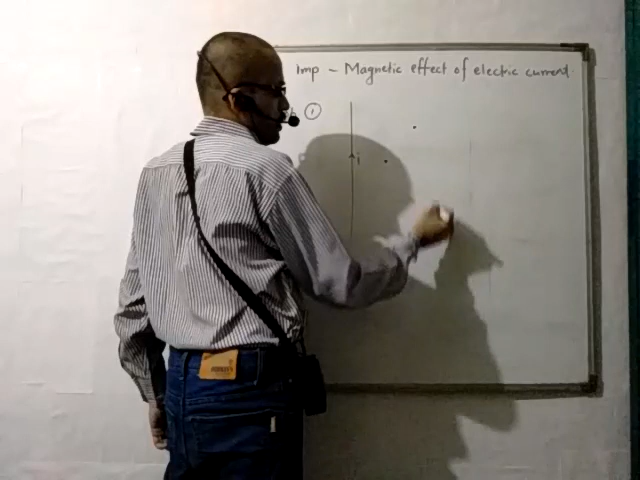 Imp - Magnetic effect of electric current
①
i